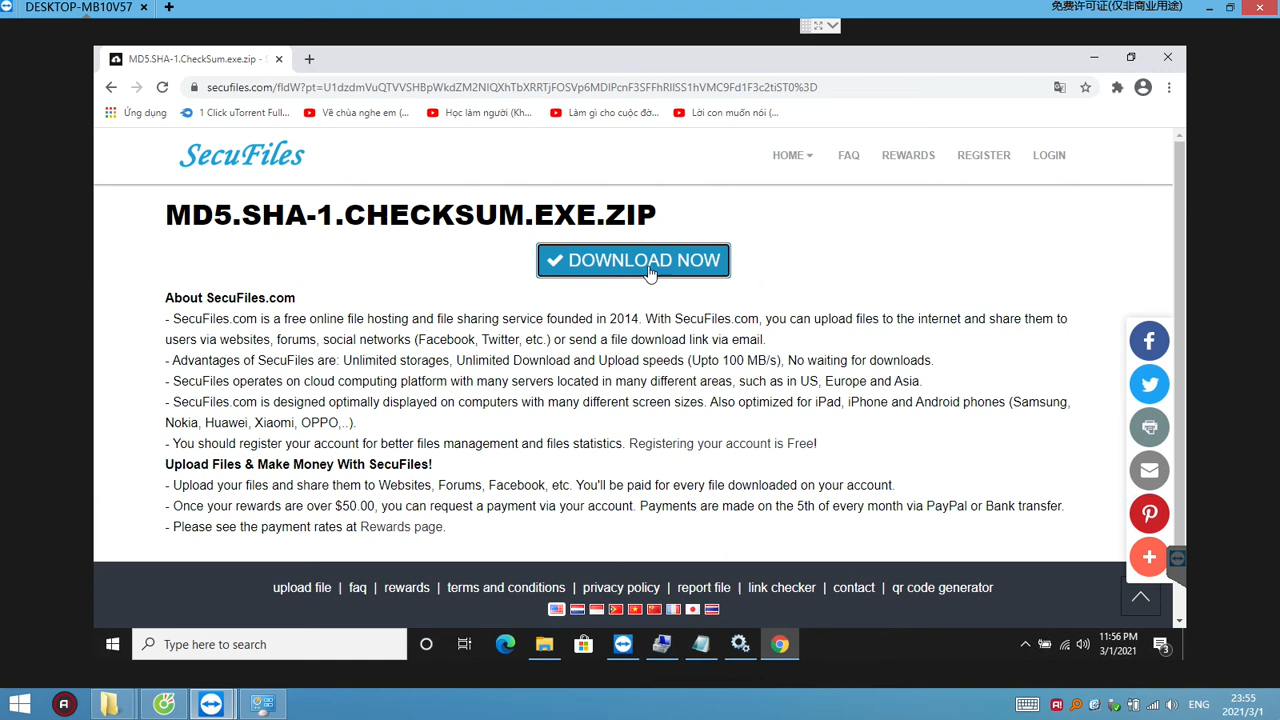 DESKTOP-MB10V57
免费许可证(仅非商业用途)
MD5.SHA-1.CheckSum.exe.zip - S
secufiles.com/fldW?pt=U1dzdmVuQTVVSHBpWkdZM2NIQXhTbXRRTjFOSVp6MDlPcnF3SFFhRllSS1hVMC9Fd1F3c2tiST0%3D
Ứng dụng
1 Click uTorrent Full...
Vê chùa nghe em (...
Học làm người (Kh...
Làm gì cho cuộc đờ...
Lời con muốn nói (...
SecuFiles
HOME
FAQ
REWARDS
REGISTER
LOGIN
MD5.SHA-1.CHECKSUM.EXE.ZIP
DOWNLOAD NOW
About SecuFiles.com
- SecuFiles.com is a free online file hosting and file sharing service founded in 2014. With SecuFiles.com, you can upload files to the internet and share them to
users via websites, forums, social networks (Facebook, Twitter, etc.) or send a file download link via email.
- Advantages of SecuFiles are: Unlimited storages, Unlimited Download and Upload speeds (Upto 100 MB/s), No waiting for downloads.
- SecuFiles operates on cloud computing platform with many servers located in many different areas, such as in US, Europe and Asia.
- SecuFiles.com is designed optimally displayed on computers with many different screen sizes. Also optimized for iPad, iPhone and Android phones (Samsung,
Nokia, Huawei, Xiaomi, OPPO,..).
- You should register your account for better files management and files statistics. Registering your account is Free!
Upload Files & Make Money With SecuFiles!
- Upload your files and share them to Websites, Forums, Facebook, etc. You'll be paid for every file downloaded on your account.
- Once your rewards are over $50.00, you can request a payment via your account. Payments are made on the 5th of every month via PayPal or Bank transfer.
- Please see the payment rates at Rewards page.
upload file | faq | rewards | terms and conditions | privacy policy | report file | link checker | contact | qr code generator
Type here to search
11:56 PM
3/1/2021
3
ENG
23:55
2021/3/1